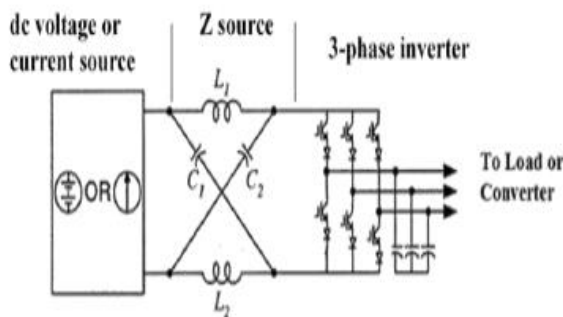 dc voltage or
current source
Z source
3-phase inverter
L₁
OR
C₁
C₂
To Load or
Converter
L₂